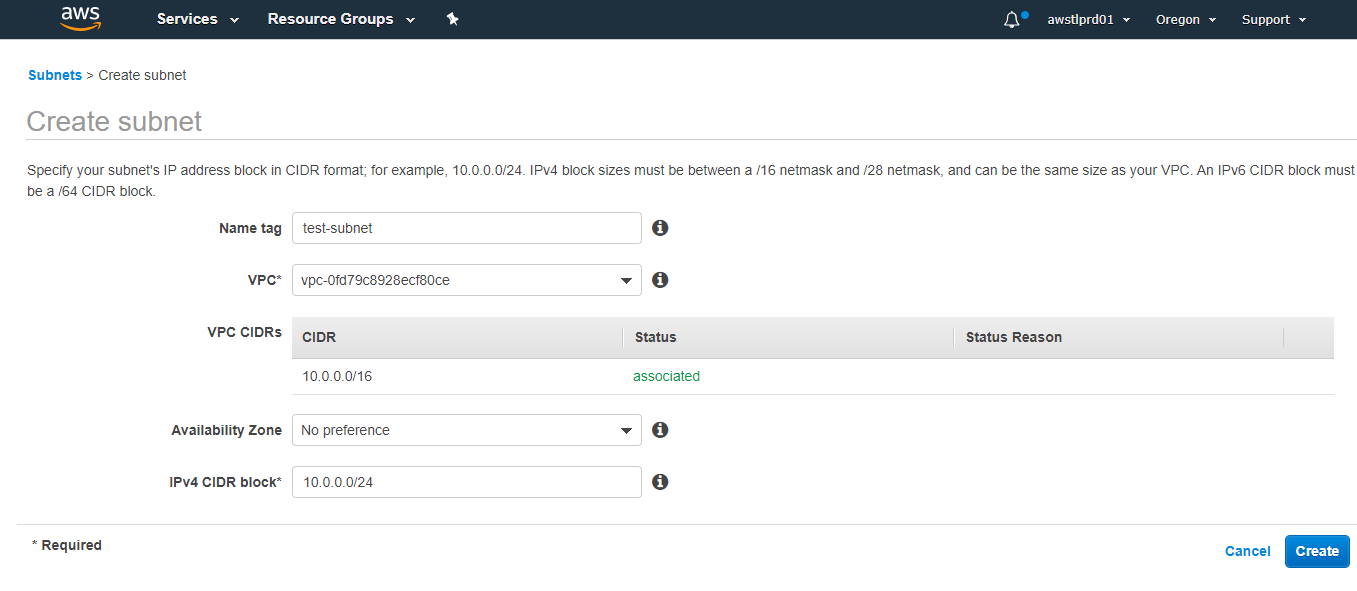 aws Services Resource Groups awstlprd01 Oregon Support
Subnets > Create subnet
Create subnet
Specify your subnet's IP address block in CIDR format; for example, 10.0.0.0/24. IPv4 block sizes must be between a /16 netmask and /28 netmask, and can be the same size as your VPC. An IPv6 CIDR block must
be a /64 CIDR block.
Name tag test-subnet
VPC* vpc-0fd79c8928ecf80ce
VPC CIDRs CIDR Status Status Reason
10.0.0.0/16 associated
Availability Zone No preference
IPv4 CIDR block* 10.0.0.0/24
* Required
Cancel Create